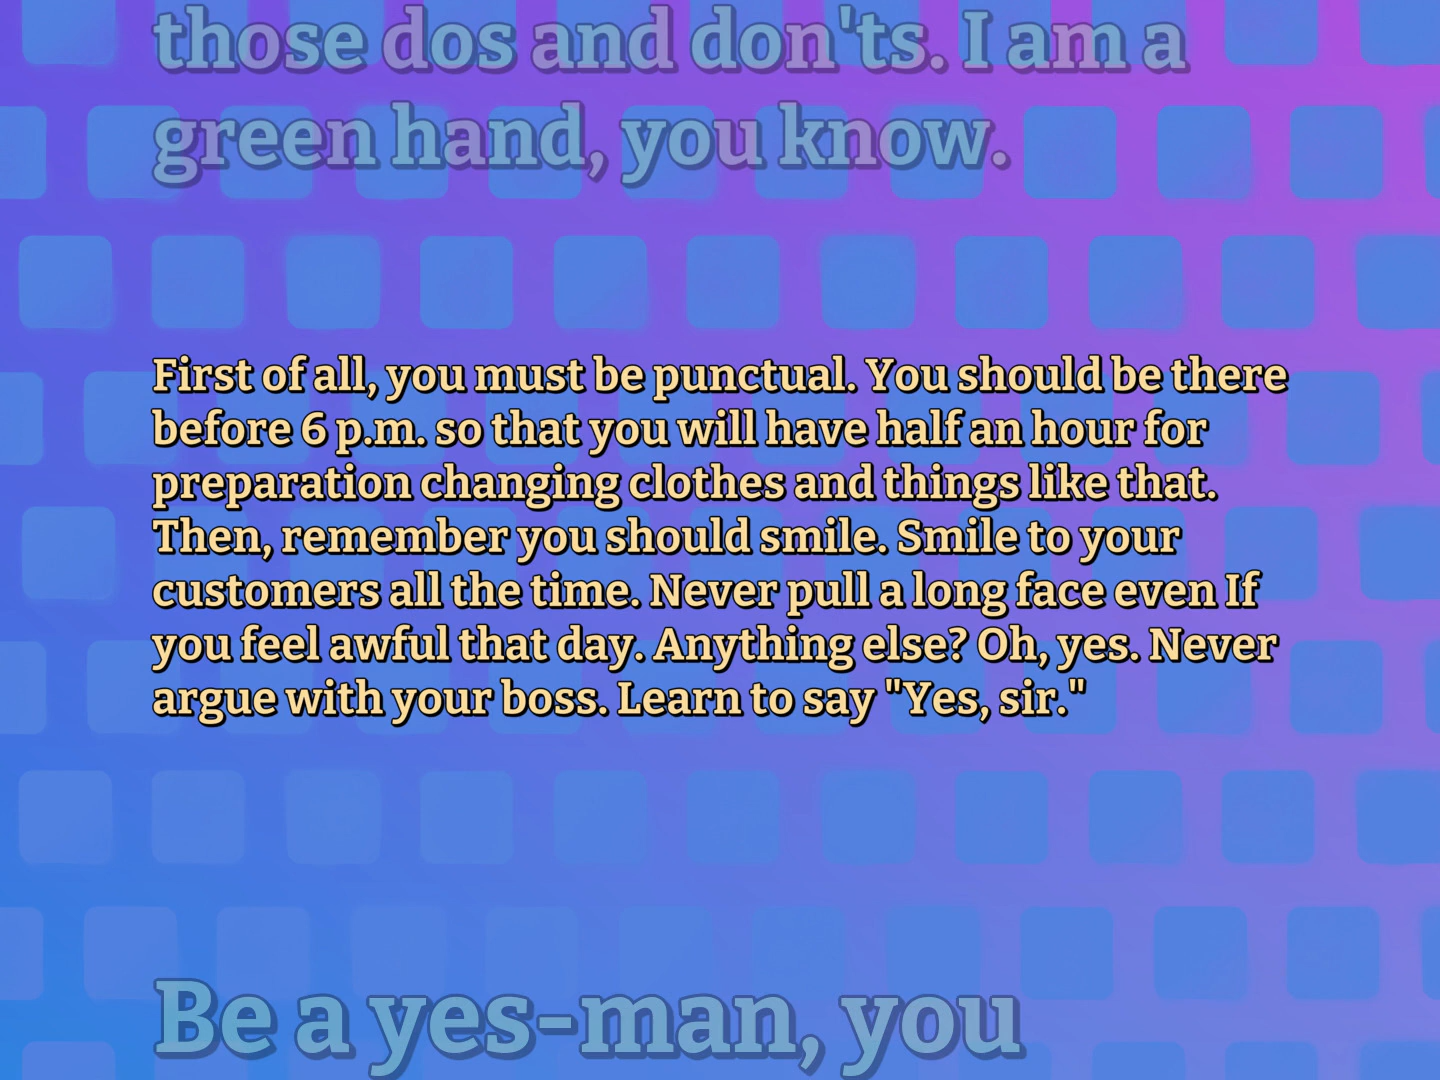 those dos and don'ts. I am a
green hand, you know.
First of all, you must be punctual. You should be there
before 6 p.m. so that you will have half an hour for
preparation changing clothes and things like that.
Then, remember you should smile. Smile to your
customers all the time. Never pull a long face even If
you feel awful that day. Anything else? Oh, yes. Never
argue with your boss. Learn to say "Yes, sir."
Be a yes-man, you